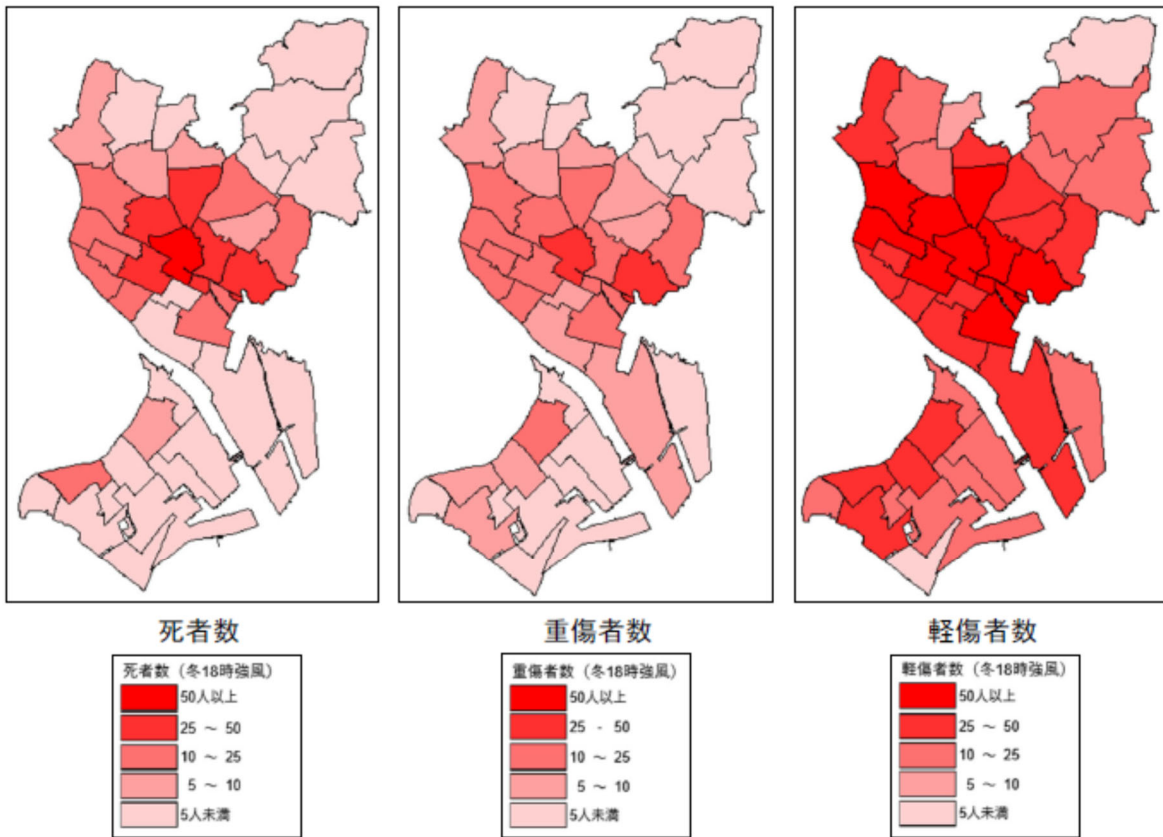 死者数
重傷者数
軽傷者数
死者数（冬18時強風）
50人以上
25 ～ 50
10 ～ 25
5 ～ 10
5人未満
重傷者数（冬18時強風）
50人以上
25 - 50
10 ～ 25
5 ～ 10
5人未満
軽傷者数（冬18時強風）
50人以上
25 ～ 50
10 ～ 25
5 ～ 10
5人未満